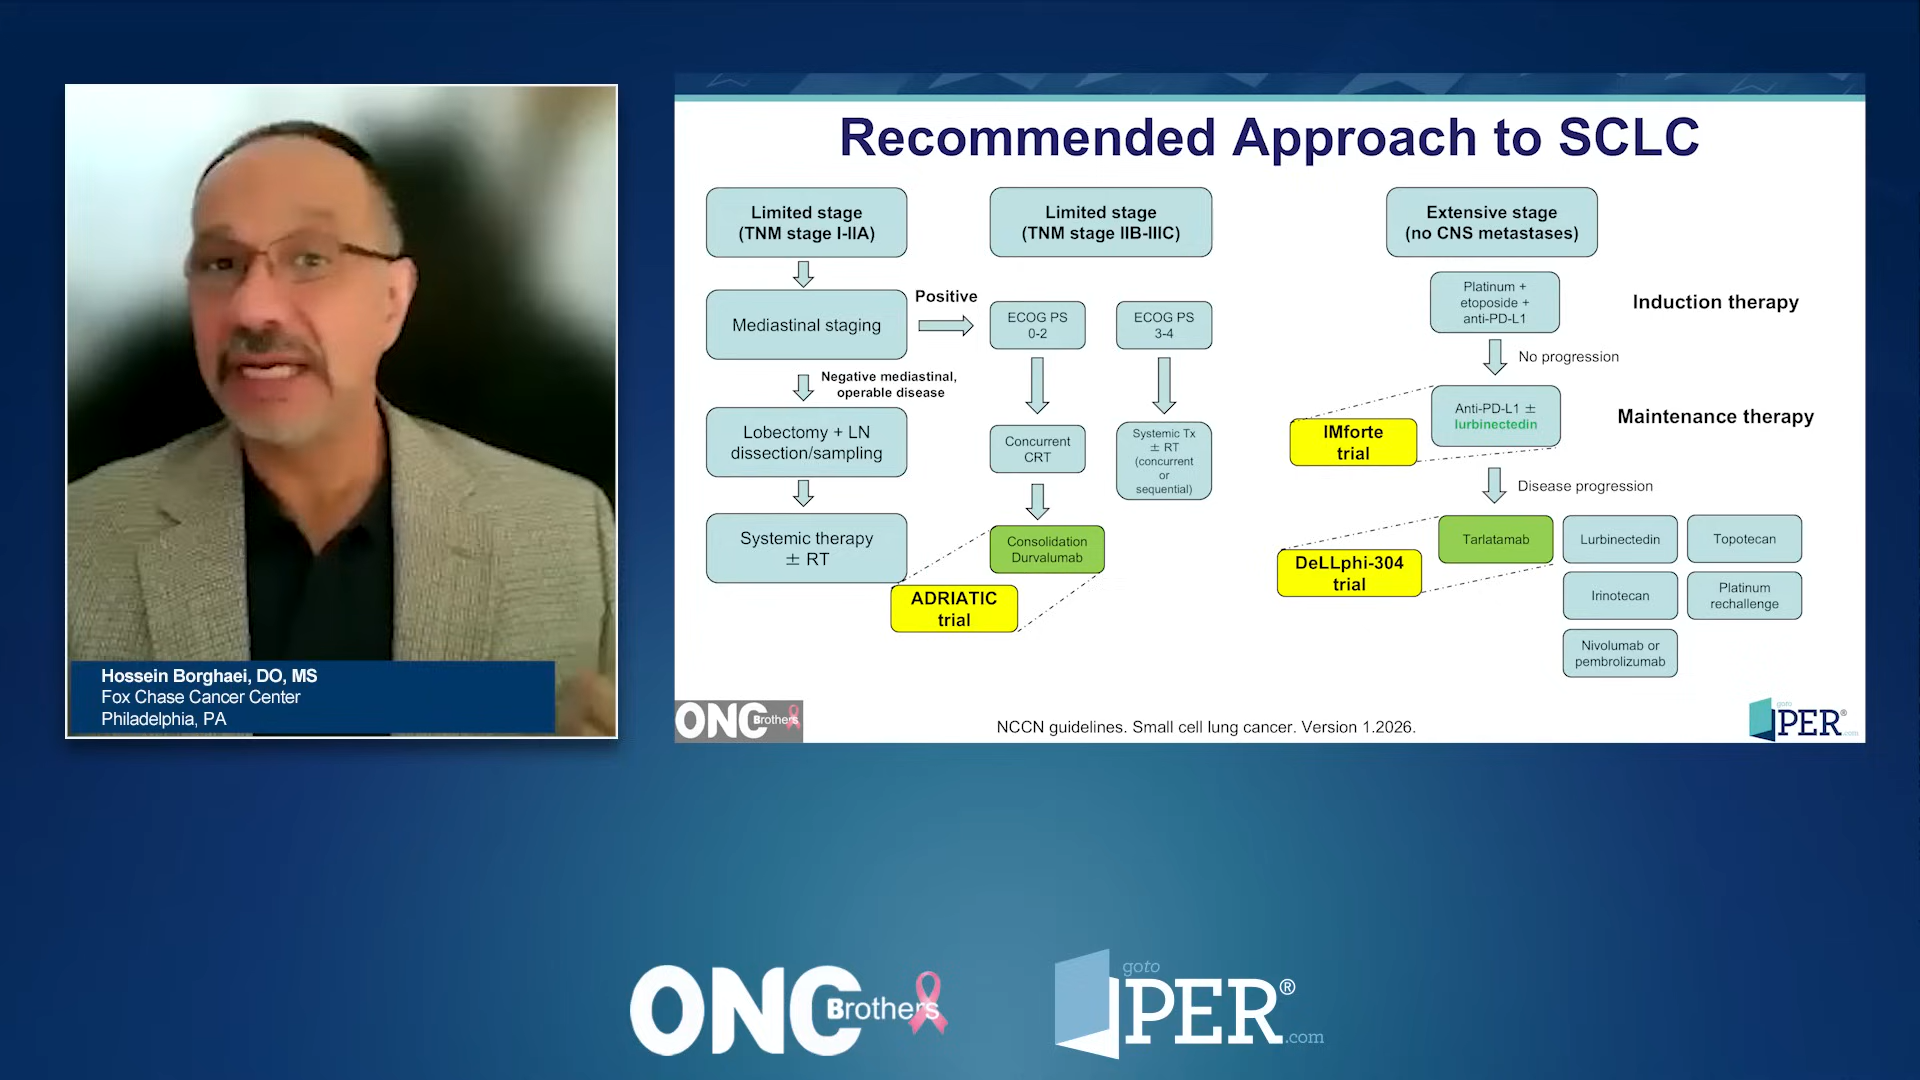 Recommended Approach to SCLC
Limited stage
(TNM stage I-IIA)
Mediastinal staging
Positive
Negative mediastinal,
operable disease
Lobectomy + LN
dissection/sampling
Systemic therapy
± RT
Limited stage
(TNM stage IIB-IIIC)
ECOG PS
0-2
ECOG PS
3-4
Concurrent
CRT
Systemic Tx
± RT
(concurrent
or
sequential)
Consolidation
Durvalumab
ADRIATIC
trial
Extensive stage
(no CNS metastases)
Platinum +
etoposide +
anti-PD-L1
Induction therapy
No progression
Anti-PD-L1 ±
lurbinectedin
Maintenance therapy
IMforte
trial
Disease progression
DeLLphi-304
trial
Tarlatamab
Lurbinectedin
Topotecan
Irinotecan
Platinum
rechallenge
Nivolumab or
pembrolizumab
Hossein Borghaei, DO, MS
Fox Chase Cancer Center
Philadelphia, PA
ONC Brothers
NCCN guidelines. Small cell lung cancer. Version 1.2026.
goto
PER®
.com
ONC Brothers
goto
PER®
.com